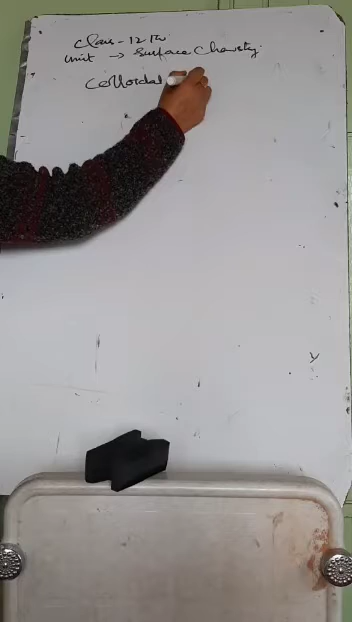 Class - 12th
Unit → Surface Chemistry.
Colloidal